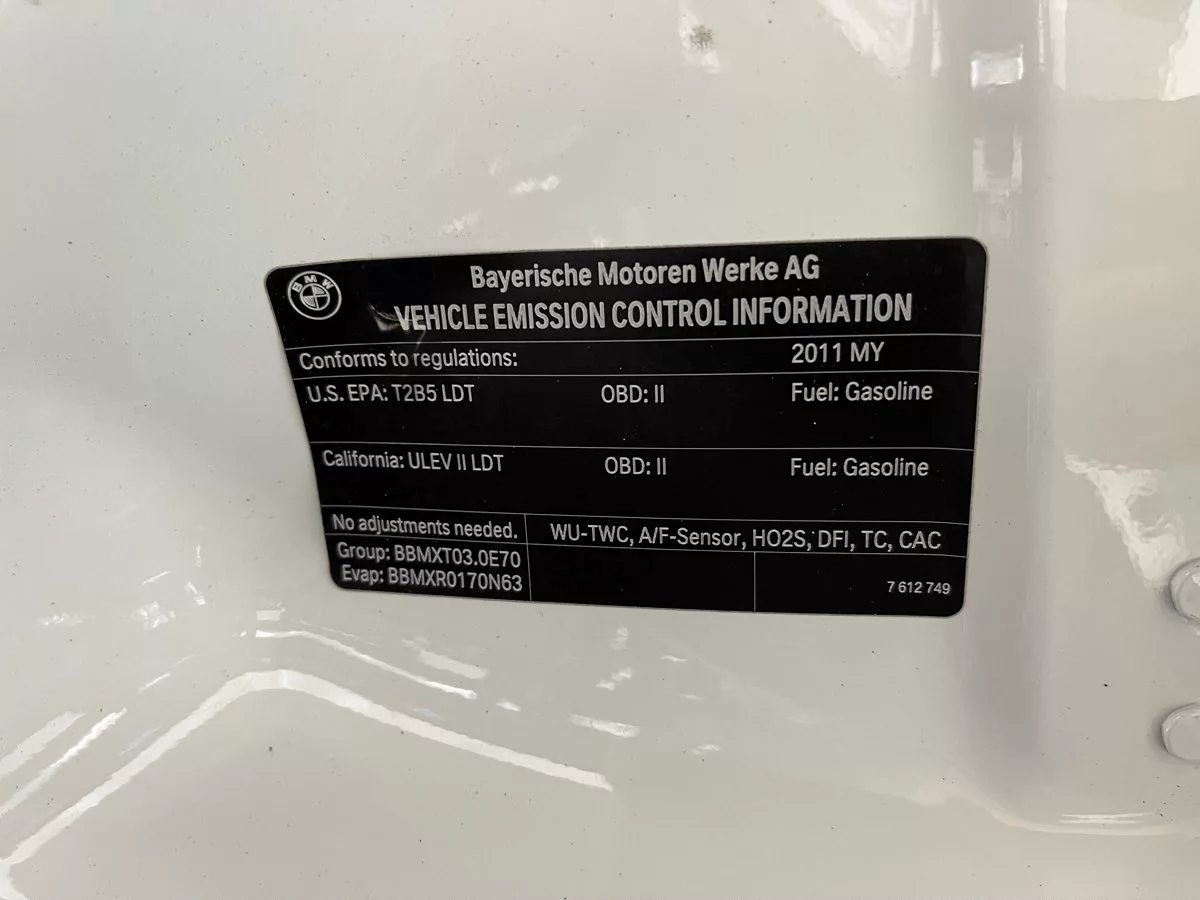 BMW
Bayerische Motoren Werke AG
VEHICLE EMISSION CONTROL INFORMATION
Conforms to regulations: 2011 MY
U.S. EPA: T2B5 LDT OBD: II Fuel: Gasoline
California: ULEV II LDT OBD: II Fuel: Gasoline
No adjustments needed. WU-TWC, A/F-Sensor, HO2S, DFI, TC, CAC
Group: BBMXT03.0E70
Evap: BBMXR0170N63 7 612 749